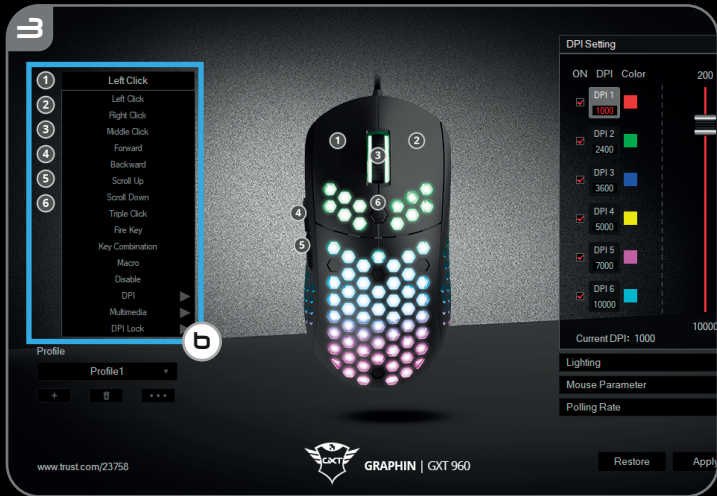 3
DPI Setting
1 Left Click
2 Left Click
Right Click
3 Middle Click
4 Forward
Backward
5 Scroll Up
6 Scroll Down
Triple Click
Fire Key
Key Combination
Macro
Disable
DPI
Multimedia
DPI Lock
b
1
2
3
4
5
6
ON DPI Color 200
DPI 1
1000
DPI 2
2400
DPI 3
3600
DPI 4
5000
DPI 5
7000
DPI 6
10000
10000
Current DPI: 1000
Lighting
Mouse Parameter
Polling Rate
Profile
Profile1
www.trust.com/23758
GXT
GRAPHIN | GXT 960
Restore Apply